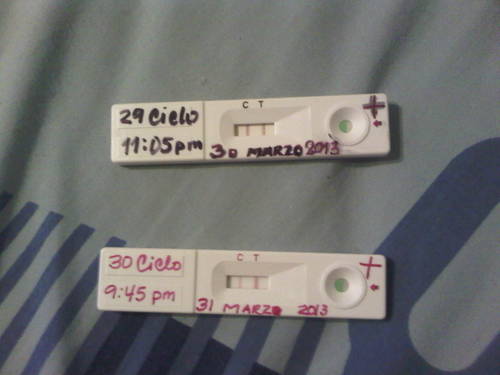 C T
29 Ciclo
11:05 pm
30 MARZO 2013
+
C T
30 Ciclo
9:45 pm
31 MARZO 2013
+